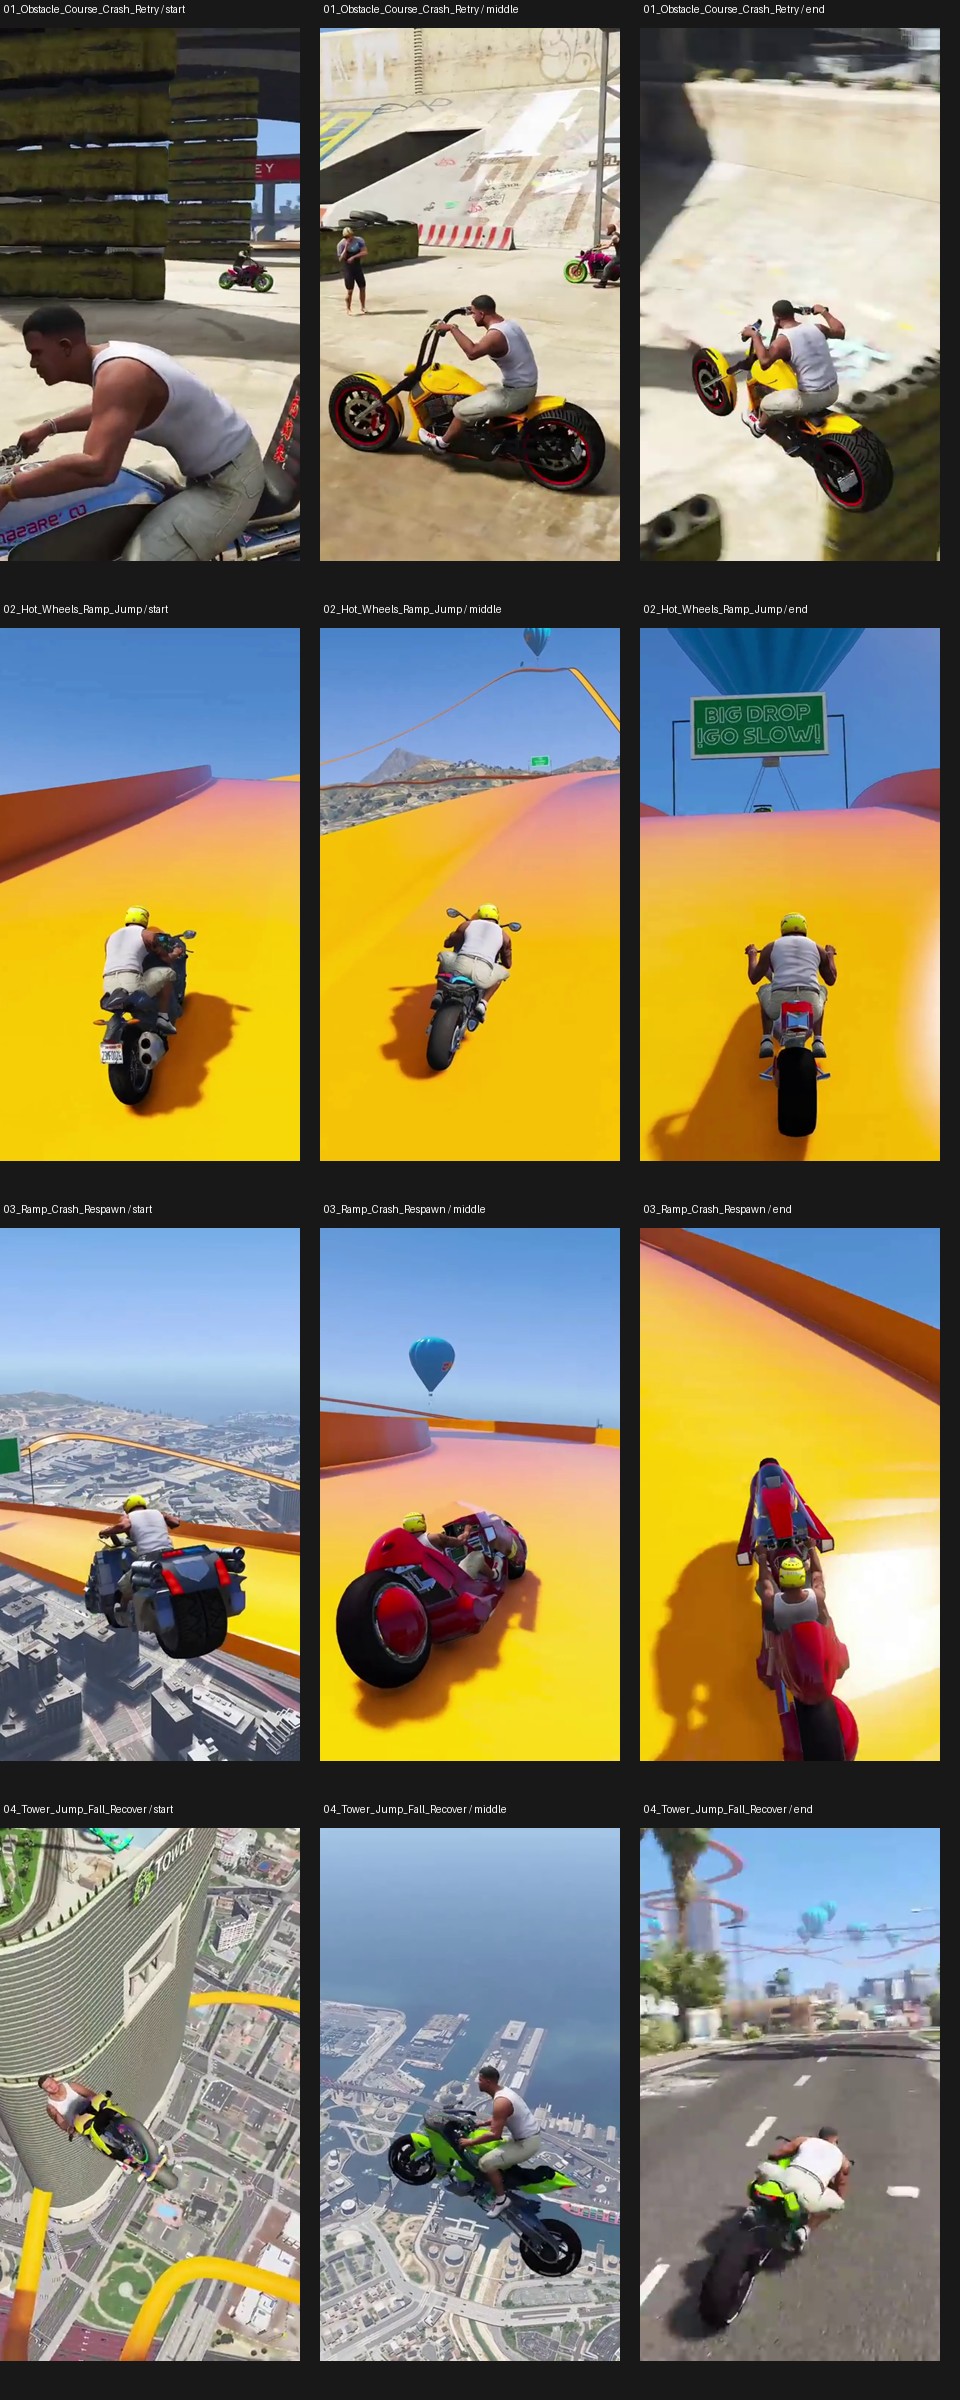 01_Obstacle_Course_Crash_Retry / start
01_Obstacle_Course_Crash_Retry / middle
01_Obstacle_Course_Crash_Retry / end
EY
02_Hot_Wheels_Ramp_Jump / start
02_Hot_Wheels_Ramp_Jump / middle
02_Hot_Wheels_Ramp_Jump / end
BIG DROP
!GO SLOW!
03_Ramp_Crash_Respawn / start
03_Ramp_Crash_Respawn / middle
03_Ramp_Crash_Respawn / end
04_Tower_Jump_Fall_Recover / start
04_Tower_Jump_Fall_Recover / middle
04_Tower_Jump_Fall_Recover / end
TOWER